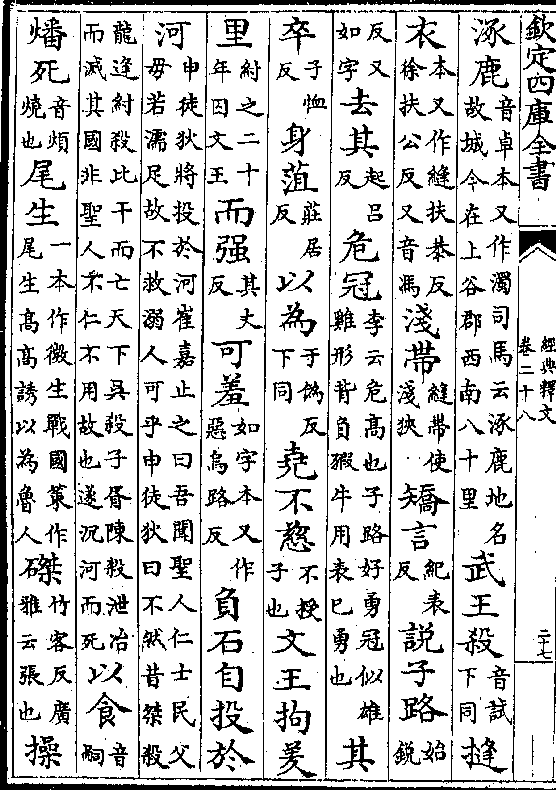 欽定四庫全書
經典釋文
卷二十八
二十七
涿鹿音卓本又作濁司馬云涿鹿地名故城今在上谷郡西南八十里武王殺音試下同縫
衣本又作縫扶恭反徐扶公反又音馮淺帶縫帶使淺狹矯言紀表反說子路始銳
反又如字去其起呂反危冠李云危高也子路好勇冠似雄雞形背負豭牛用表巳勇也其
卒子恤反身菹莊居反以為于偽反下同堯不慈不授子也文王拘羑
里紂之二十年囚文王而强其丈反可羞如字本又作惡烏路反負石自投於
河申徒狄將投於河崔嘉止之曰吾聞聖人仁士民父母若濡足故不救溺人可乎申徒狄曰不然昔桀殺
龍逢紂殺比干而亡天下吳殺子胥陳殺泄冶而滅其國非聖人不仁不用故也遂沉河而死以食音嗣
燔死音煩燒也尾生一本作微生戰國策作尾生高高誘以為魯人磔竹客反廣雅云張也操